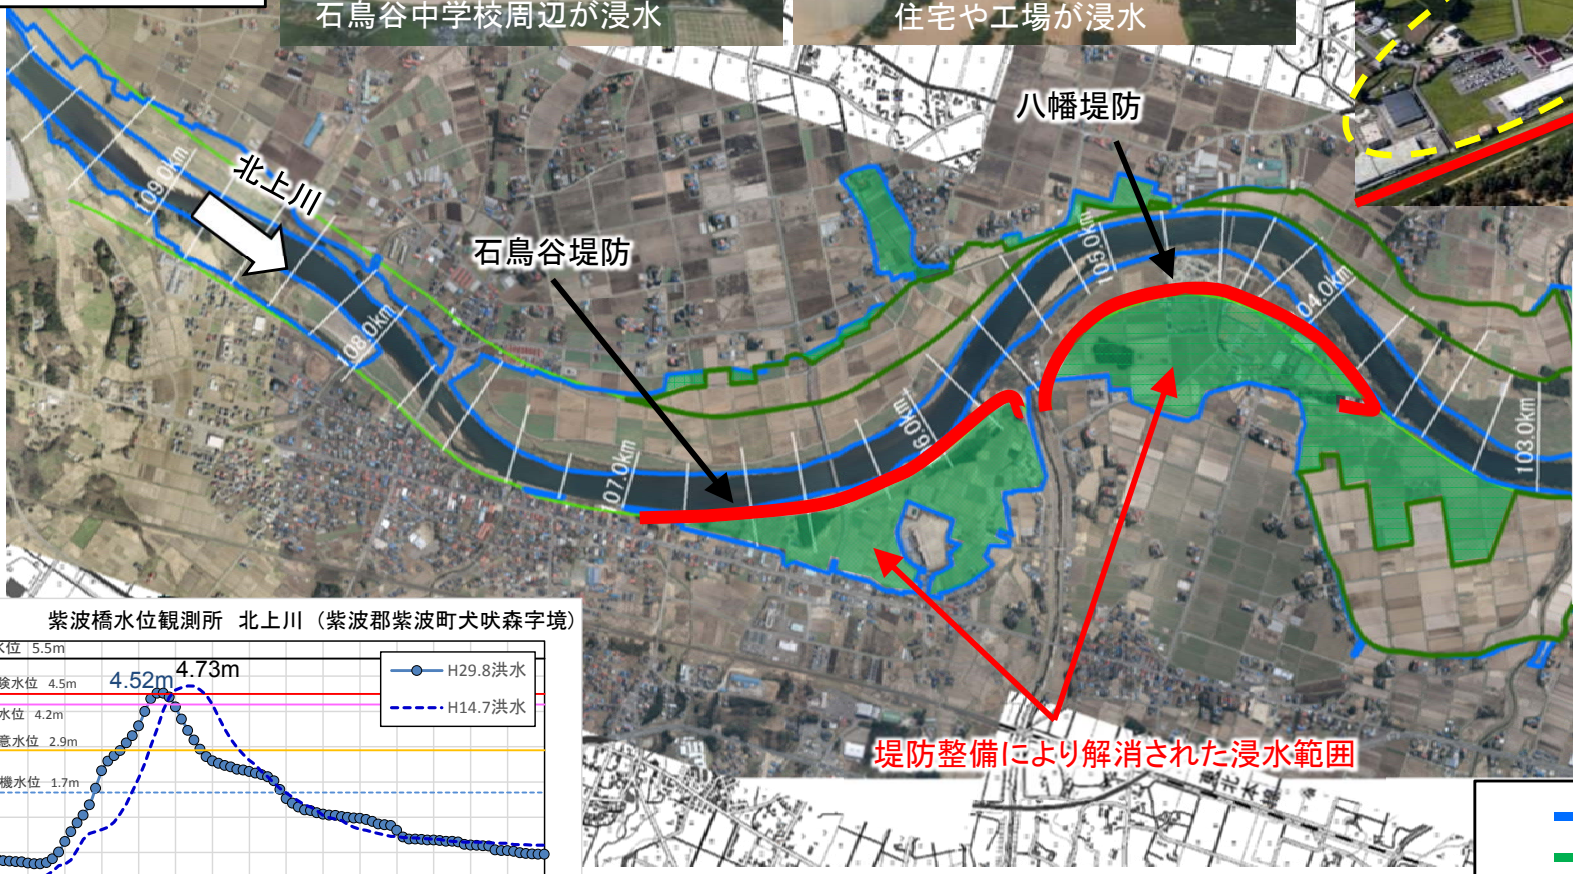 石鳥谷中学校周辺が浸水
住宅や工場が浸水
八幡堤防
北上川
109.0km
石鳥谷堤防
105.0km
04.0km
108.0km
6.0km
107.0km
103.0km
堤防整備により解消された浸水範囲
紫波橋水位観測所 北上川（紫波郡紫波町犬吠森字境）
水位 5.5m
険水位 4.5m
水位 4.2m
意水位 2.9m
機水位 1.7m
4.52m
4.73m
H29.8洪水
H14.7洪水